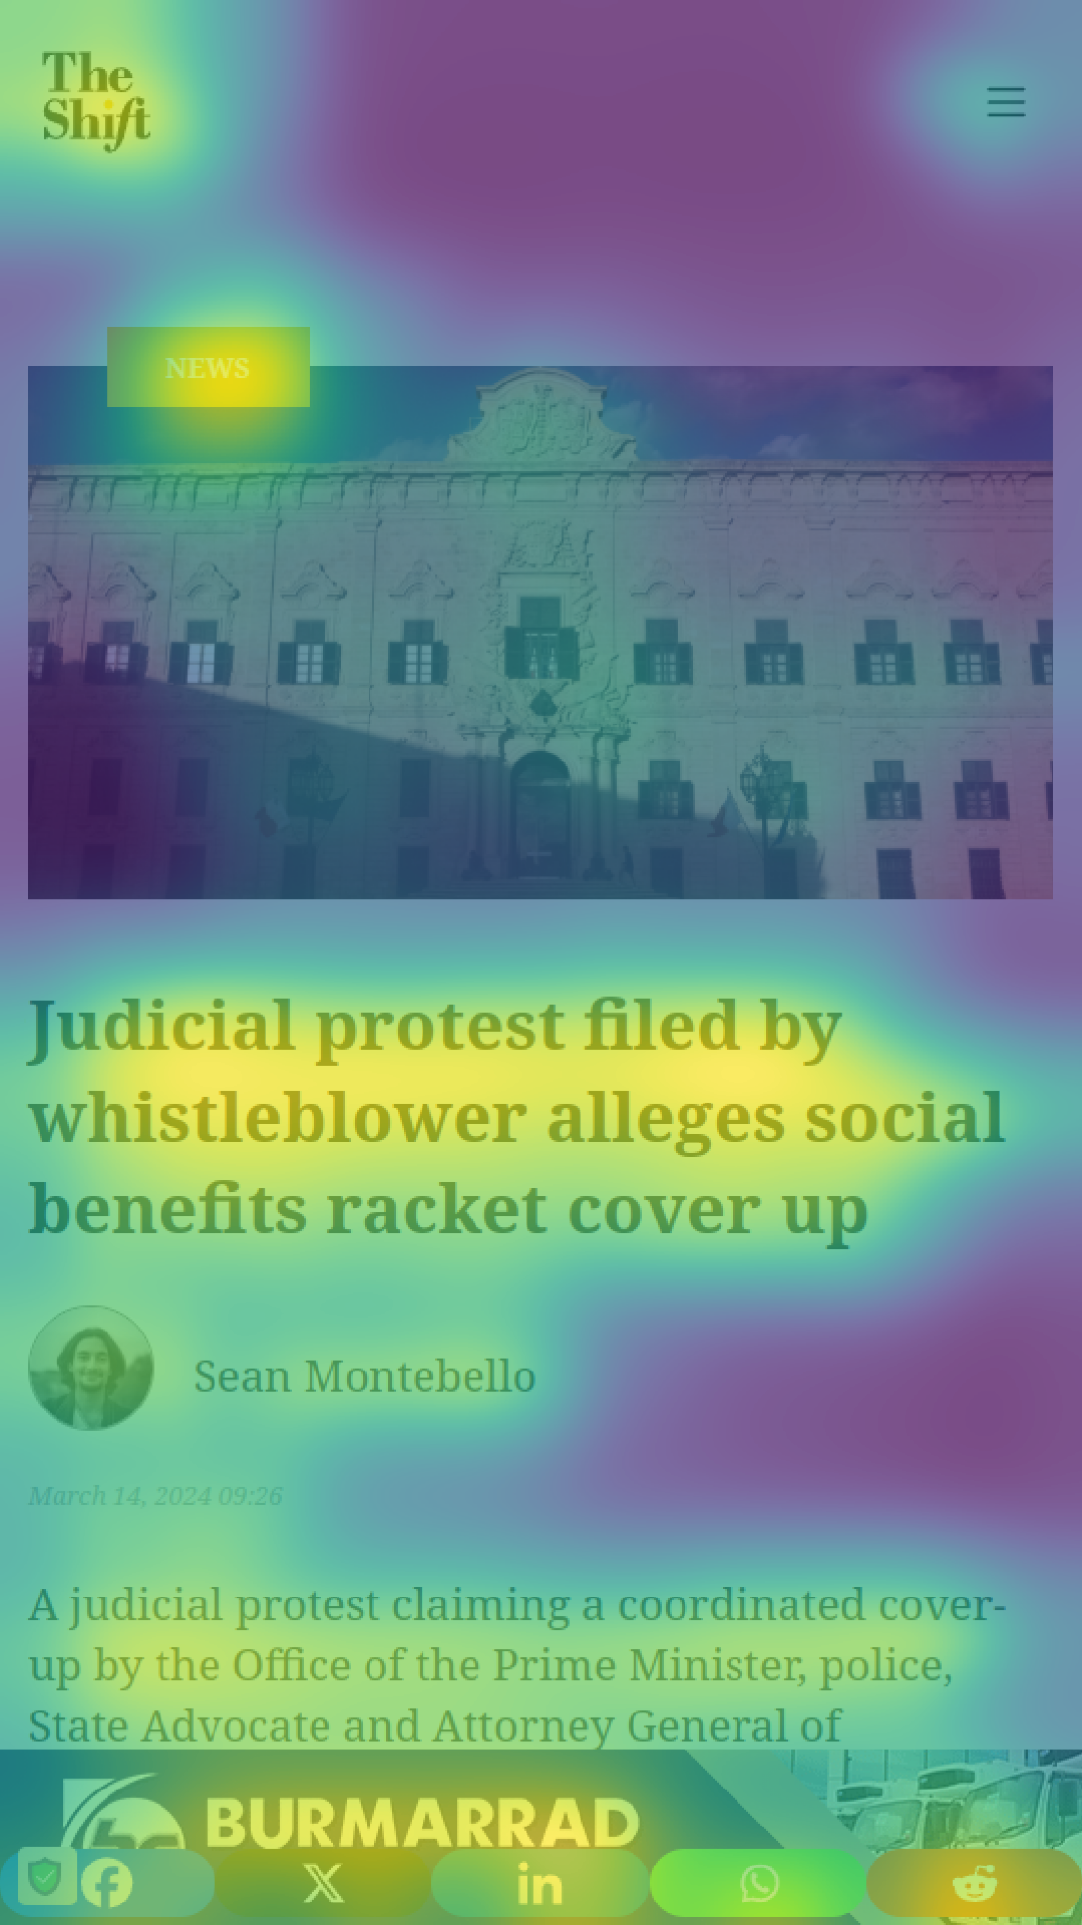 The
Shift
NEWS
Judicial protest filed by
whistleblower alleges social
benefits racket cover up
Sean Montebello
March 14, 2024 09:26
A judicial protest claiming a coordinated cover-
up by the Office of the Prime Minister, police,
State Advocate and Attorney General of
BURMARRAD